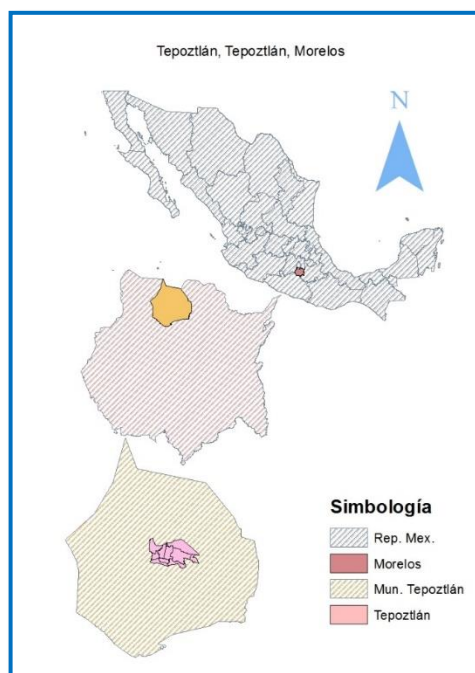 Tepoztlán, Tepoztlán, Morelos
N
Simbología
Rep. Mex.
Morelos
Mun. Tepoztlán
Tepoztlán